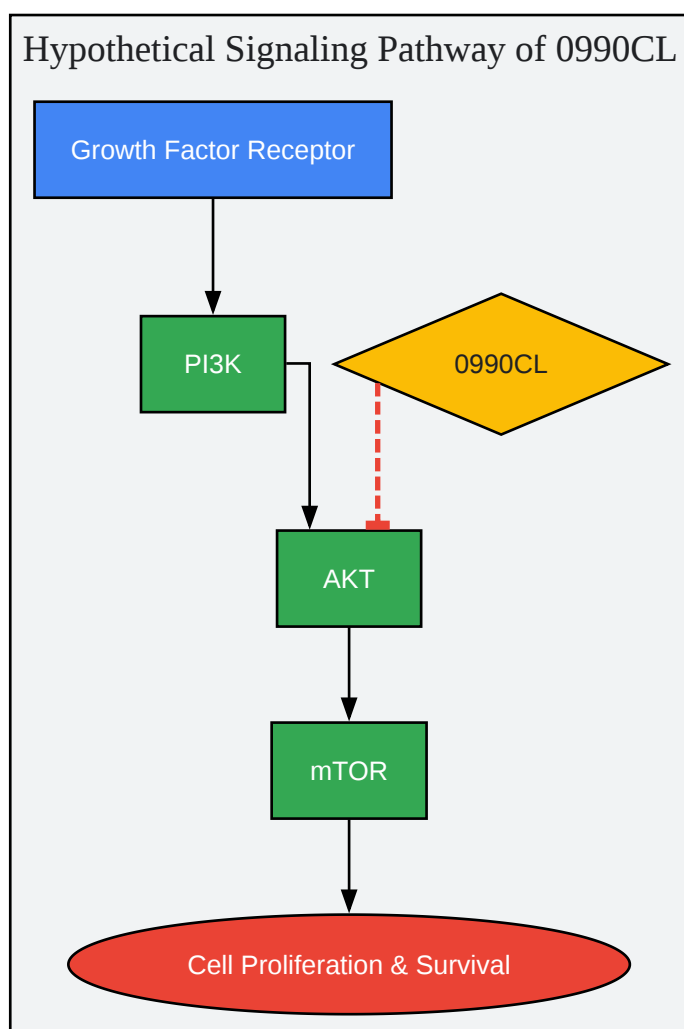 Hypothetical Signaling Pathway of 0990CL
Growth Factor Receptor
PI3K
0990CL
AKT
mTOR
Cell Proliferation & Survival